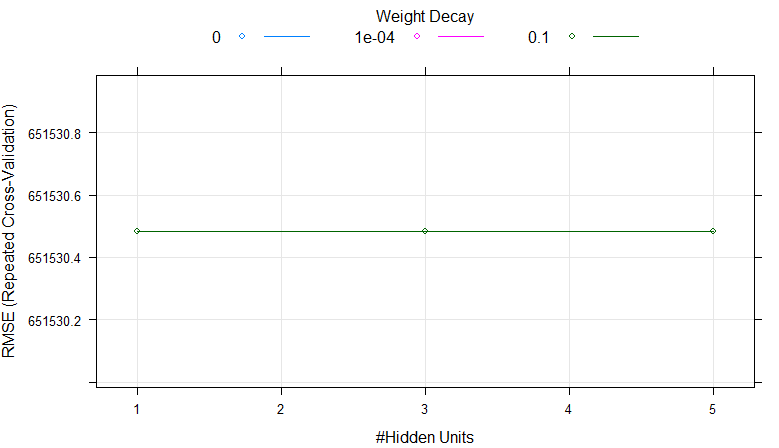 Weight Decay
0 1e-04 0.1
RMSE (Repeated Cross-Validation)
651530.8
651530.6
651530.4
651530.2
1 2 3 4 5
#Hidden Units